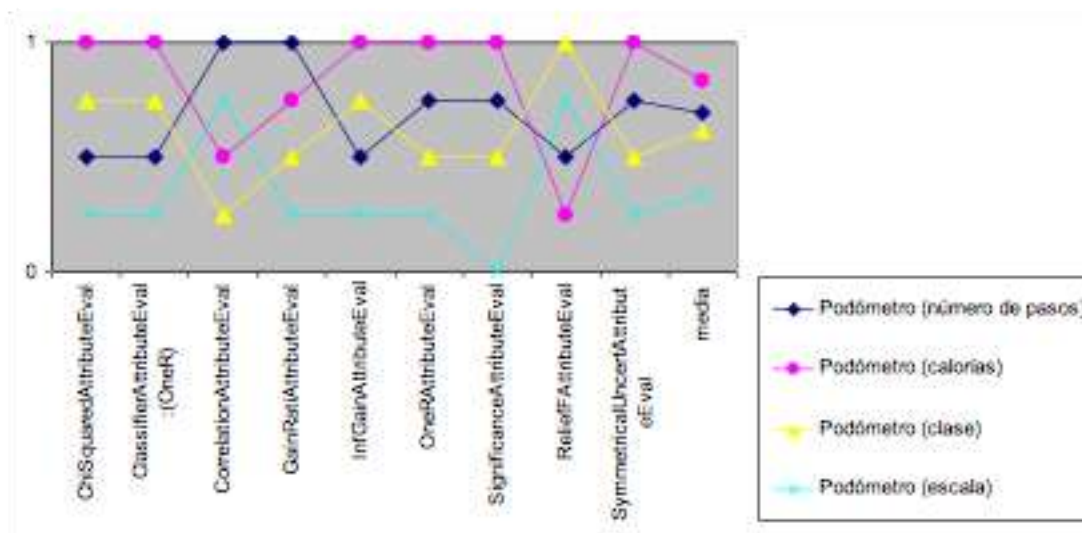 1
0
ChiSquaredAttributeEval
ClassifierAttributeEval
-(OneR)
CorrelationAttributeEval
GainRatiAttributeEval
InfGainAttributeEval
OneRAttributeEval
SignificanceAttributeEval
ReliefFAttributeEval
SymmetricalUncertAttribut
eEval
media
Podómetro (número de pasos)
Podómetro (calorías)
Podómetro (clase)
Podómetro (escala)